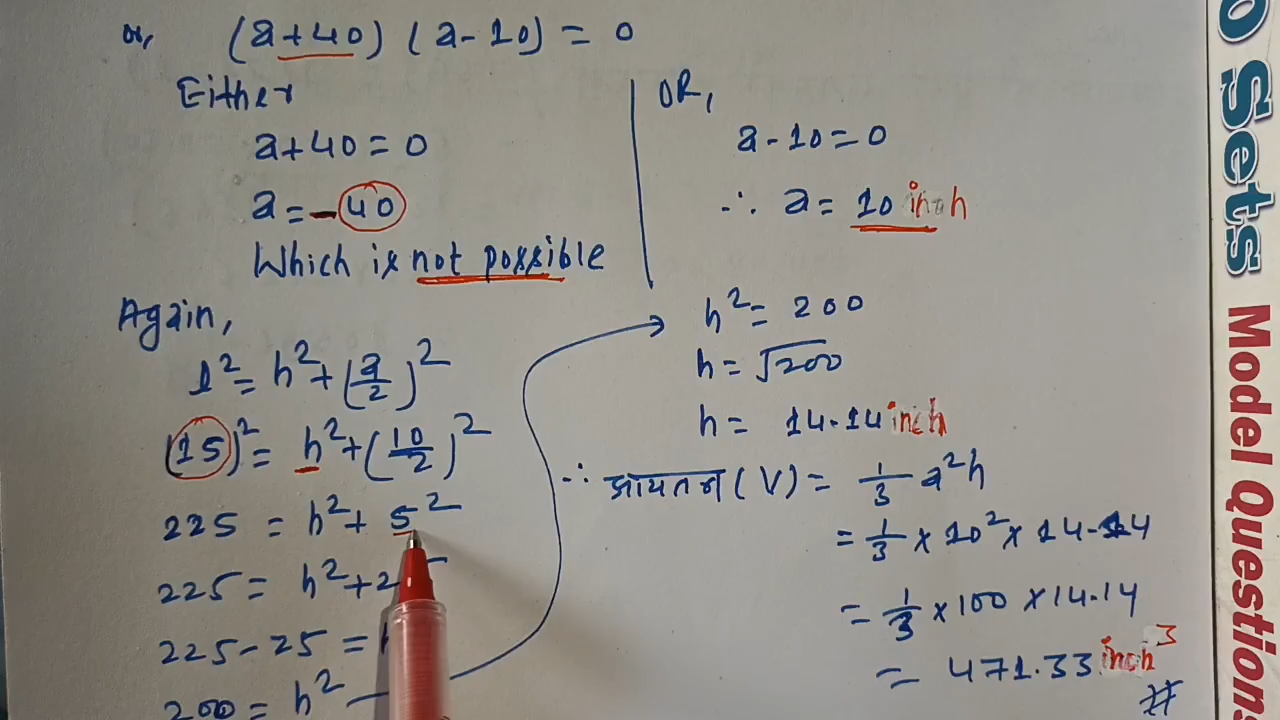 or, (a+40) (a-10) = 0
Either
a+40=0
a=-40
Which is not possible
OR,
a-10=0
∴ a= 10 inch
Again,
l²= h²+(a/2)²
(15)²= h²+(10/2)²
225 = h²+ 5²
225= h²+2
225-25 =
200= h²
h²= 200
h= √200
h= 14.14 inch
∴ आयतन (V) = 1/3 a²h
= 1/3 × 10² × 14.14
= 1/3 × 100 × 14.14
= 471.33 inch³
#
Sets Model Questions